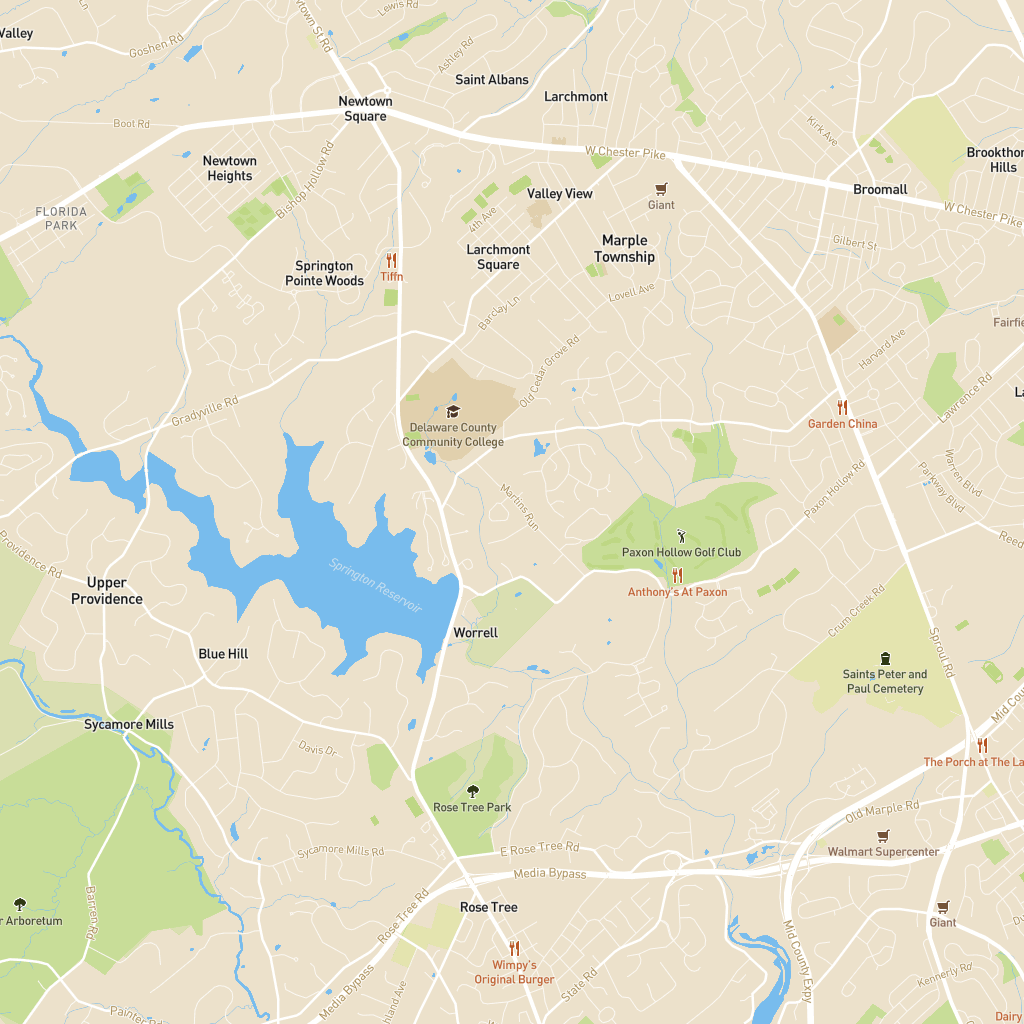 Lewis Rd
Valley
Goshen Rd
Ashley Rd
Saint Albans
Larchmont
Newtown
Square
Boot Rd
Kirk Ave
W Chester Pike
Newtown
Heights
Bishop Hollow Rd
Hills
Broomall
Valley View
Giant
FLORIDA
PARK
4th Ave
W Chester Pike
Marple
Township
Gilbert St
Larchmont
Square
Springton
Pointe Woods
Tiffn
Lovell Ave
Barclay Ln
Harvard Ave
Old Cedar Grove Rd
Lawrence Rd
Gradyville Rd
Delaware County
Community College
Garden China
Warren Blvd
Parkway Blvd
Paxon Hollow Rd
Martins Run
Reed
Providence Rd
Paxon Hollow Golf Club
Springton Reservoir
Anthony's At Paxon
Upper
Providence
Crum Creek Rd
Worrell
Sproul Rd
Blue Hill
Saints Peter and
Paul Cemetery
Mid Cou
Sycamore Mills
Davis Dr
The Porch at The La
Rose Tree Park
Old Marple Rd
Walmart Supercenter
Sycamore Mills Rd
E Rose Tree Rd
Media Bypass
Barren Rd
Rose Tree Rd
Rose Tree
Giant
r Arboretum
Mid County Expy
Wimpy's
Original Burger
Media Bypass
State Rd
Kennerly Rd
Painter Rd
hland Ave
Dairy